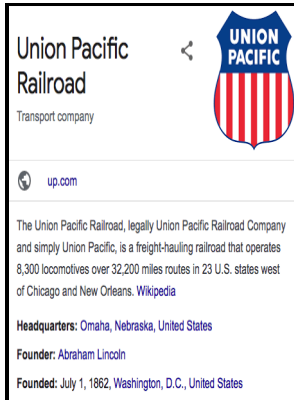 Union Pacific
Railroad
Transport company
UNION
PACIFIC
up.com
The Union Pacific Railroad, legally Union Pacific Railroad Company
and simply Union Pacific, is a freight-hauling railroad that operates
8,300 locomotives over 32,200 miles routes in 23 U.S. states west
of Chicago and New Orleans. Wikipedia
Headquarters: Omaha, Nebraska, United States
Founder: Abraham Lincoln
Founded: July 1, 1862, Washington, D.C., United States